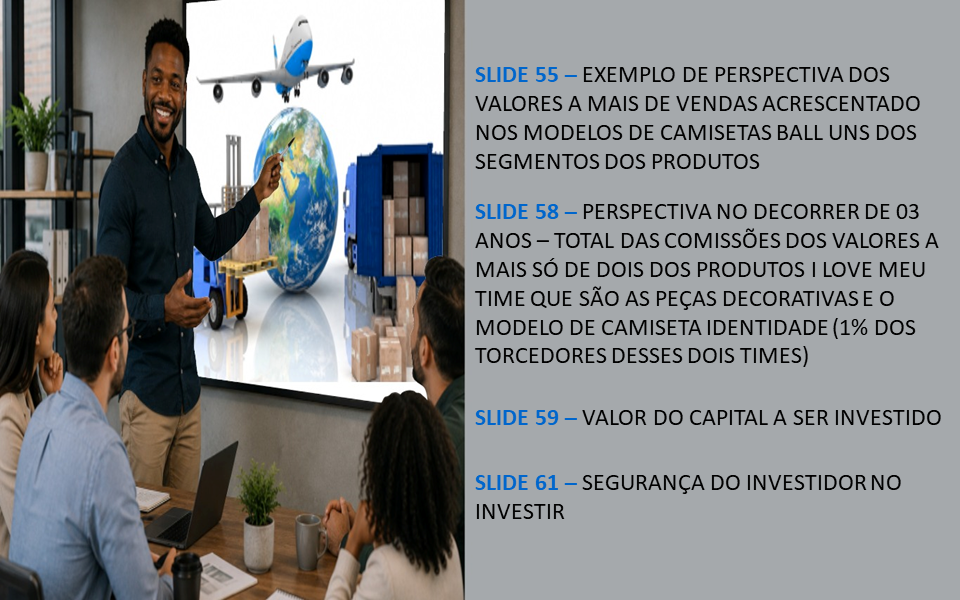 SLIDE 55 – EXEMPLO DE PERSPECTIVA DOS
VALORES A MAIS DE VENDAS ACRESCENTADO
NOS MODELOS DE CAMISETAS BALL UNS DOS
SEGMENTOS DOS PRODUTOS
SLIDE 58 – PERSPECTIVA NO DECORRER DE 03
ANOS – TOTAL DAS COMISSÕES DOS VALORES A
MAIS SÓ DE DOIS DOS PRODUTOS I LOVE MEU
TIME QUE SÃO AS PEÇAS DECORATIVAS E O
MODELO DE CAMISETA IDENTIDADE (1% DOS
TORCEDORES DESSES DOIS TIMES)
SLIDE 59 – VALOR DO CAPITAL A SER INVESTIDO
SLIDE 61 – SEGURANÇA DO INVESTIDOR NO
INVESTIR